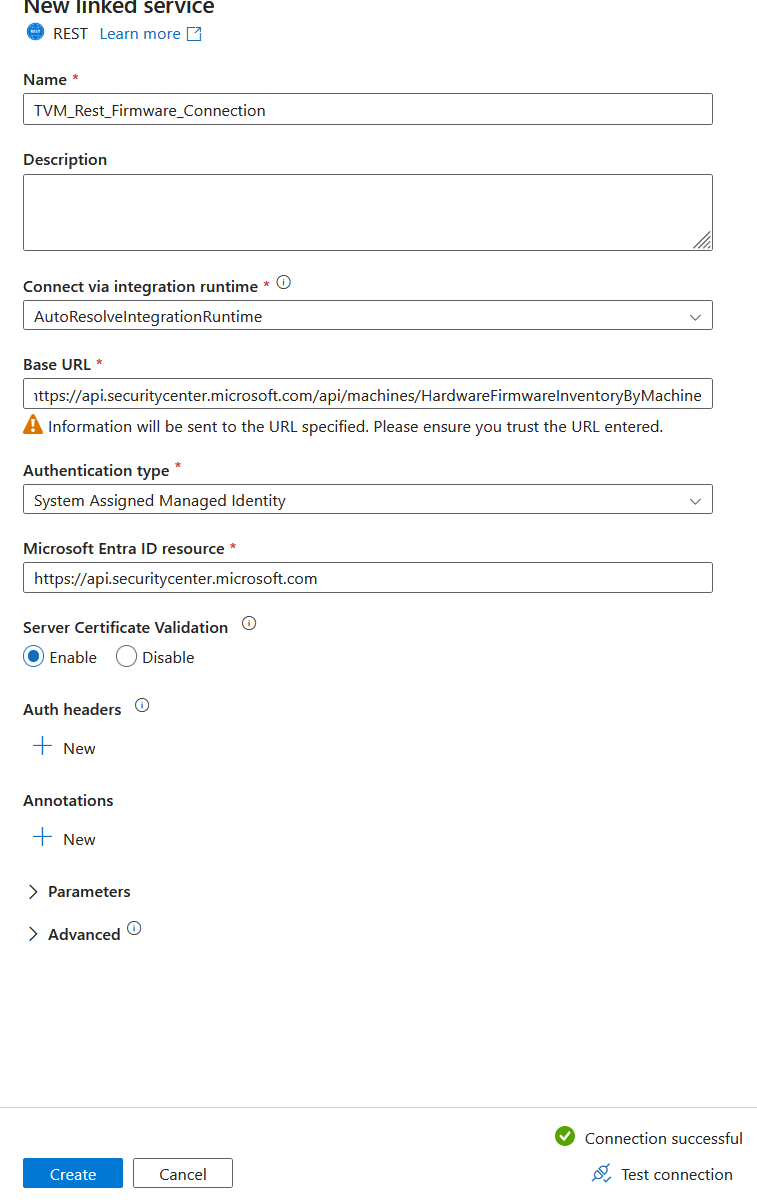 New linked service
REST Learn more
Name *
TVM_Rest_Firmware_Connection
Description
Connect via integration runtime *
AutoResolveIntegrationRuntime
Base URL *
https://api.securitycenter.microsoft.com/api/machines/HardwareFirmwareInventoryByMachine
Information will be sent to the URL specified. Please ensure you trust the URL entered.
Authentication type *
System Assigned Managed Identity
Microsoft Entra ID resource *
https://api.securitycenter.microsoft.com
Server Certificate Validation
Enable Disable
Auth headers
New
Annotations
New
Parameters
Advanced
Connection successful
Create Cancel Test connection